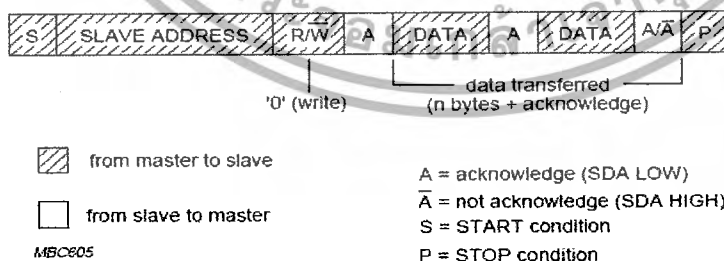 S SLAVE ADDRESS R/W̅ A DATA A DATA A/A̅ P
data transferred
'0' (write) (n bytes + acknowledge)
from master to slave
A = acknowledge (SDA LOW)
A̅ = not acknowledge (SDA HIGH)
from slave to master
S = START condition
MBC605
P = STOP condition